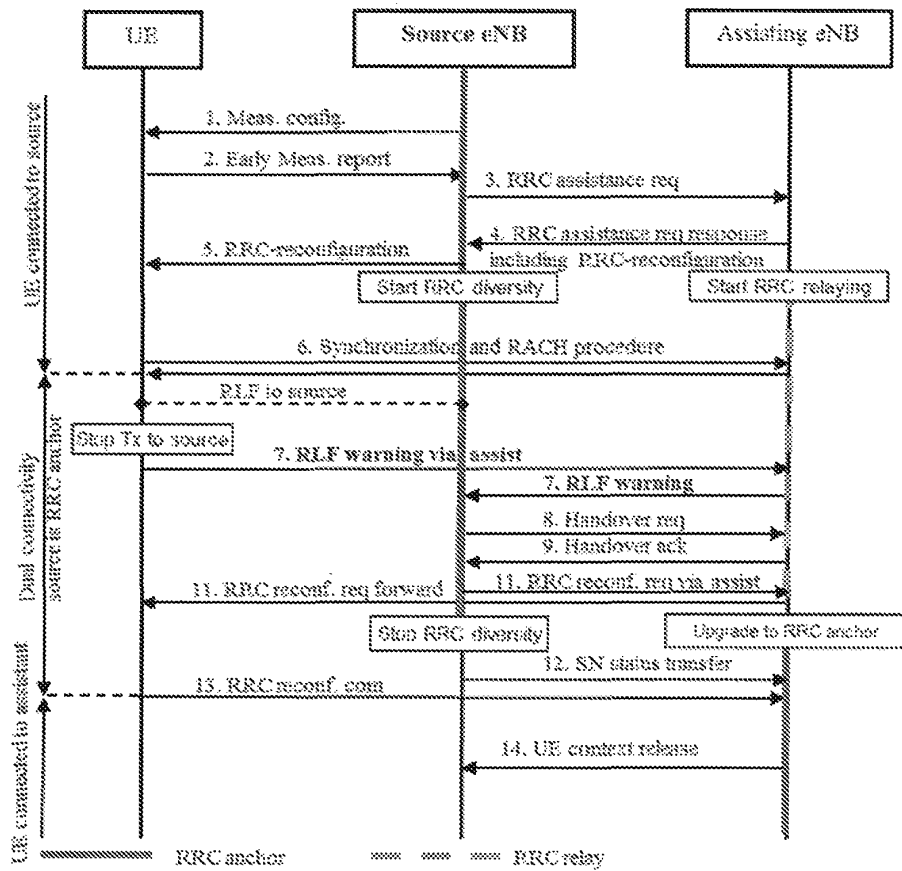 UE
Source eNB
Assisting eNB
1. Meas. config.
2. Early Meas. report
3. RRC assistance req
4. RRC assistance req response
including RRC-reconfiguration
5. RRC-reconfiguration
Start RRC diversity
Start RRC relaying
UE connected to source
6. Synchronization and RACH procedure
RLF to source
Stop Tx to source
7. RLF warning via assist
7. RLF warning
8. Handover req
9. Handover ack
11. RRC reconf. req via assist
11. RRC reconf. req forward
Dual connectivity
source is RRC anchor
Stop RRC diversity
Upgrade to RRC anchor
12. SN status transfer
13. RRC reconf. com
14. UE context release
UE connected to assistant
RRC anchor
RRC relay